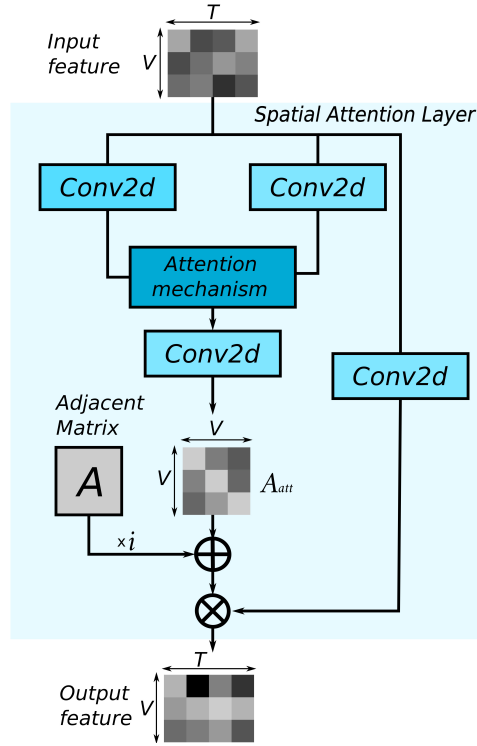 T
Input
feature
V
Spatial Attention Layer
Conv2d
Conv2d
Attention
mechanism
Conv2d
Conv2d
Adjacent
Matrix
V
A
V
A_att
×i
T
Output
feature
V